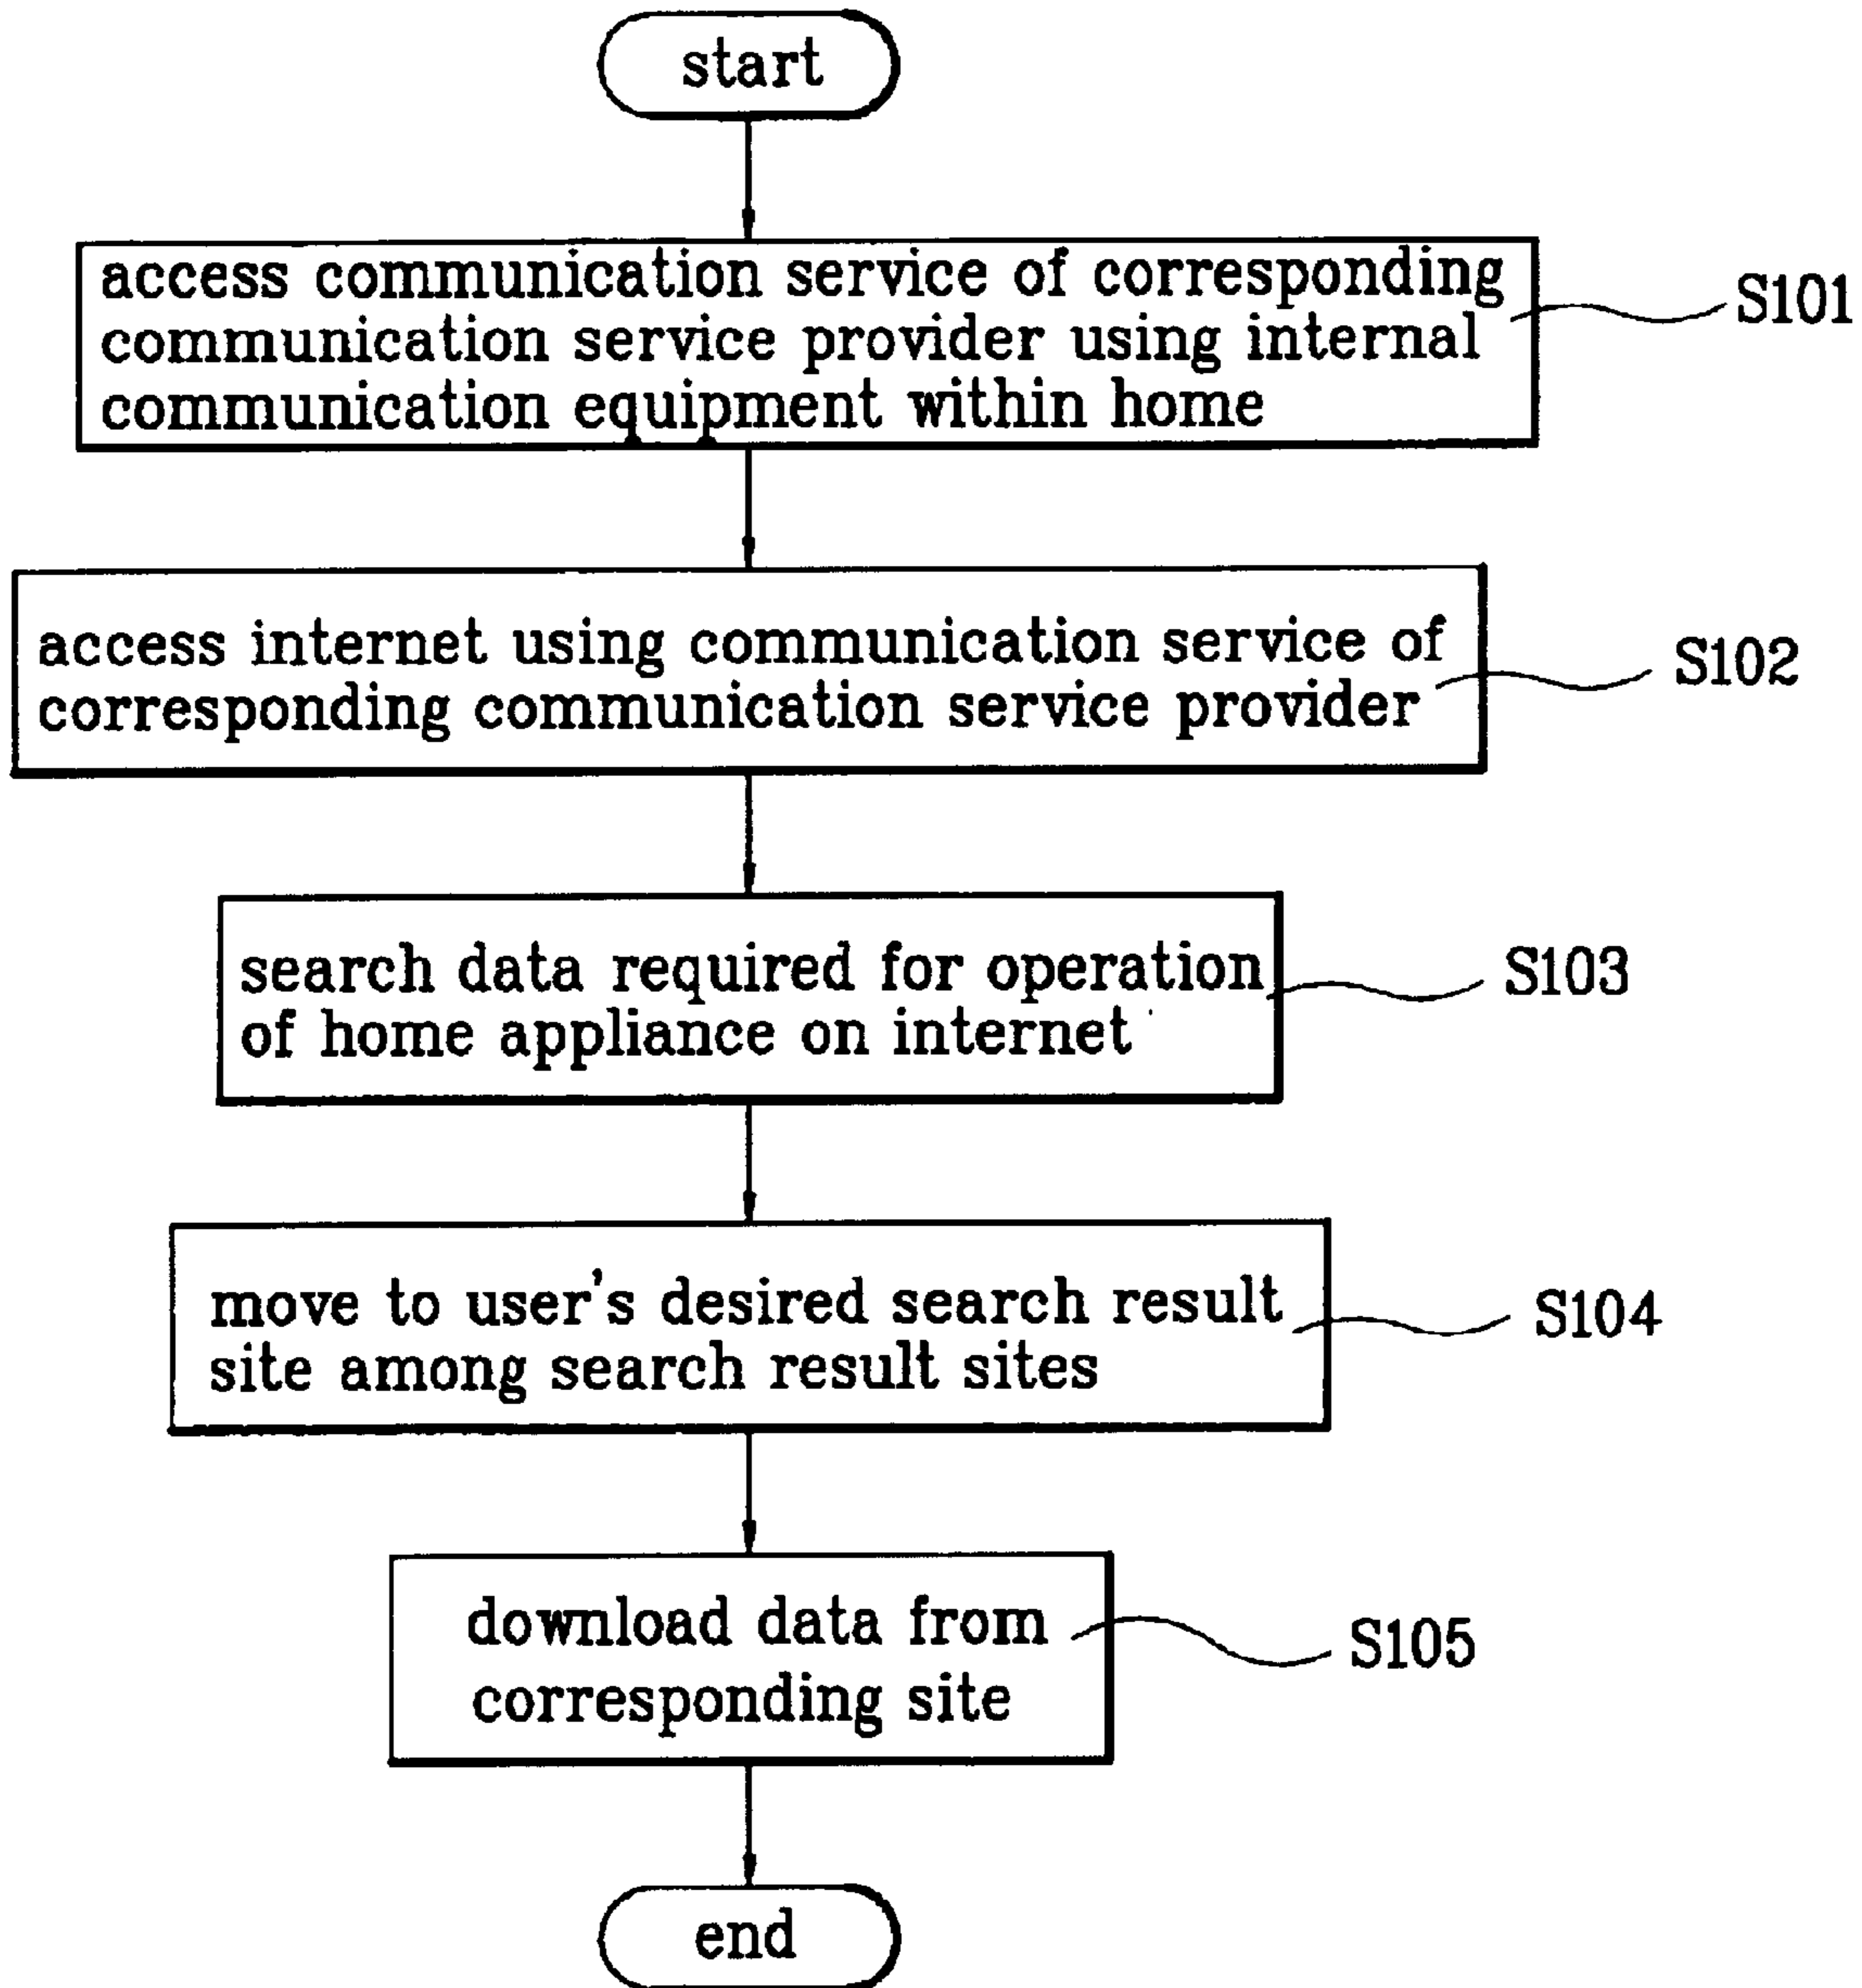 start
access communication service of corresponding
communication service provider using internal
communication equipment within home
S101
access internet using communication service of
corresponding communication service provider
S102
search data required for operation
of home appliance on internet
S103
move to user's desired search result
site among search result sites
S104
download data from
corresponding site
S105
end